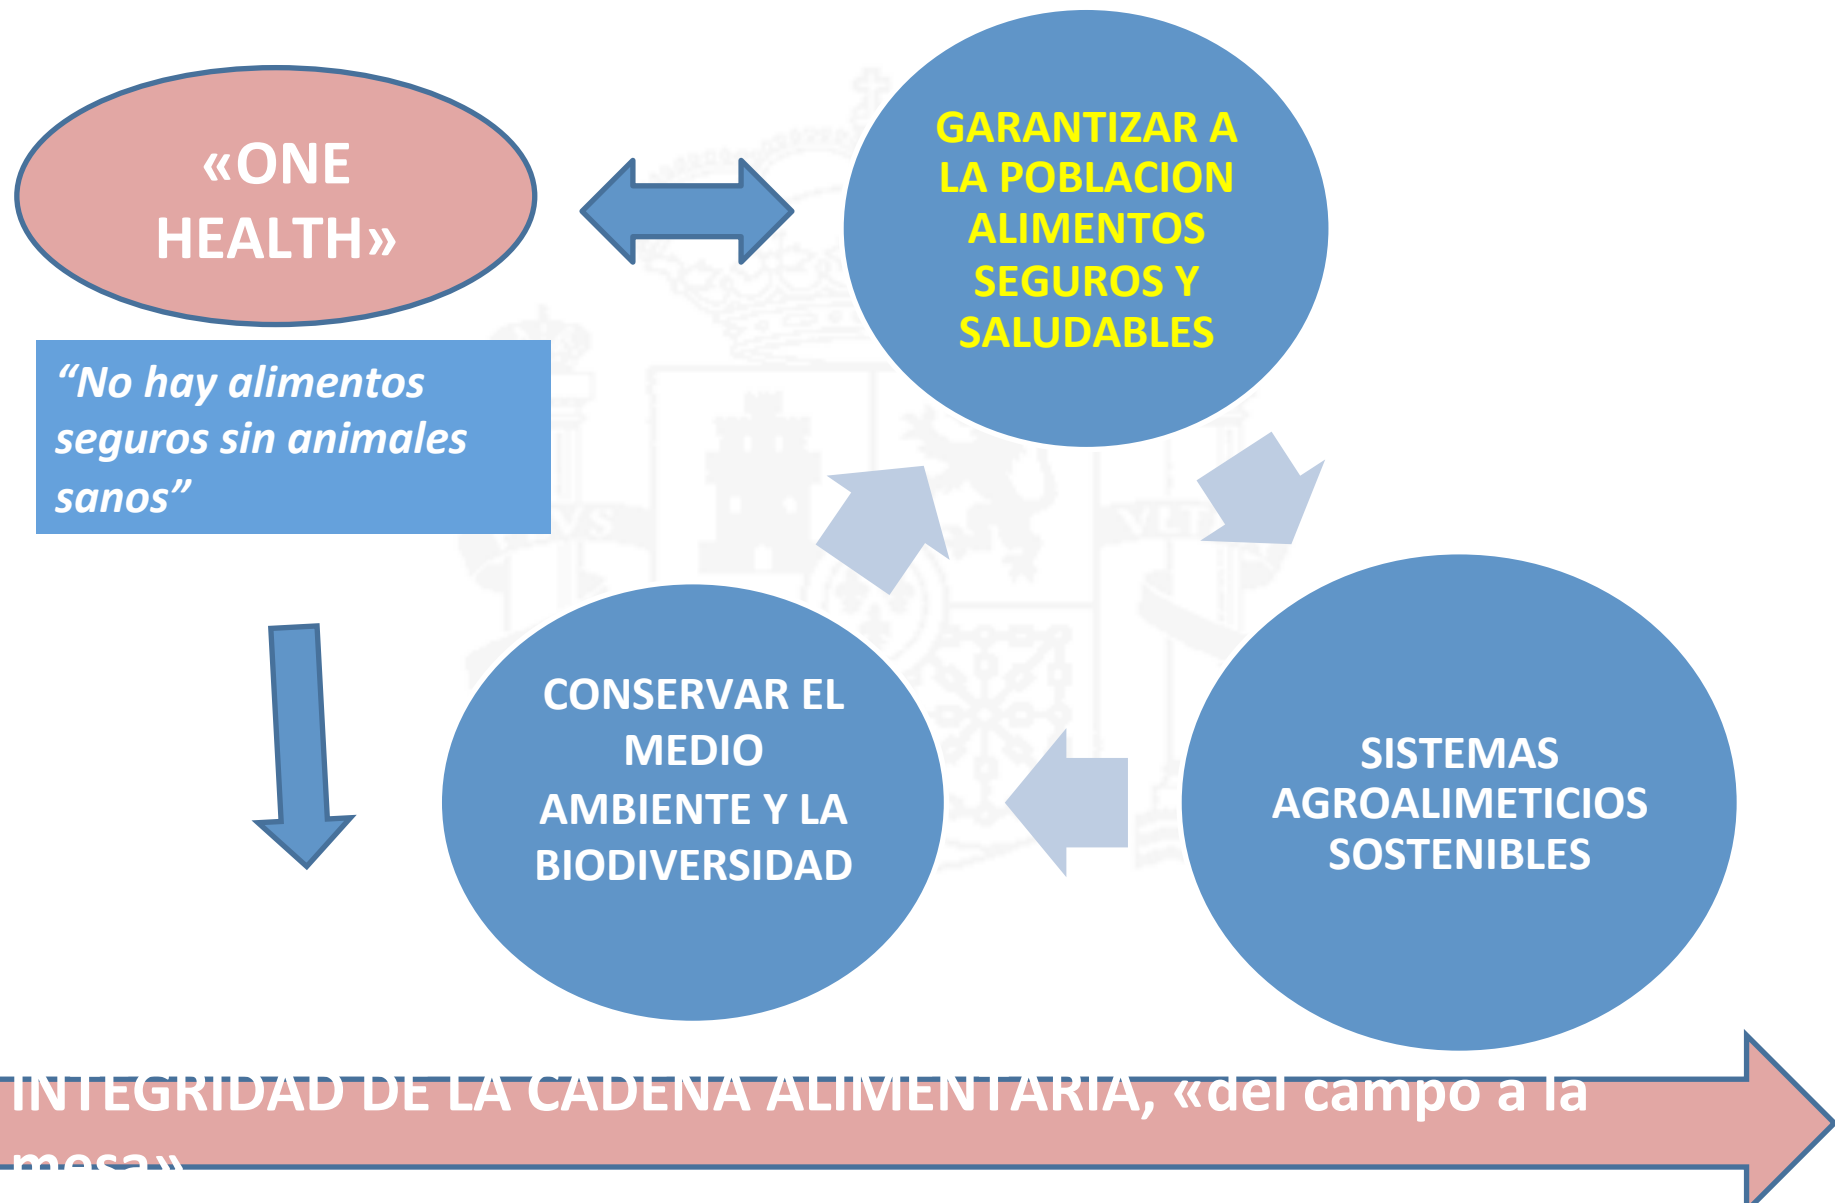 «ONE
HEALTH»
GARANTIZAR A
LA POBLACION
ALIMENTOS
SEGUROS Y
SALUDABLES
“No hay alimentos
seguros sin animales
sanos”
CONSERVAR EL
MEDIO
AMBIENTE Y LA
BIODIVERSIDAD
SISTEMAS
AGROALIMETICIOS
SOSTENIBLES
INTEGRIDAD DE LA CADENA ALIMENTARIA, «del campo a la
mesa»